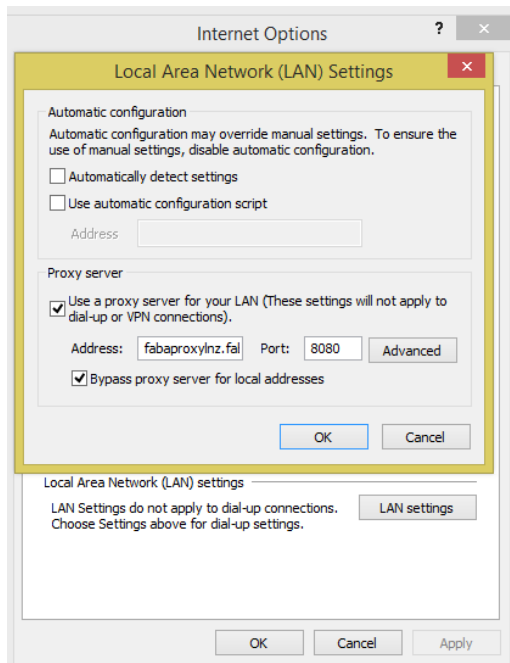 Internet Options
?
×
Local Area Network (LAN) Settings
×
Automatic configuration
Automatic configuration may override manual settings. To ensure the
use of manual settings, disable automatic configuration.
Automatically detect settings
Use automatic configuration script
Address
Proxy server
Use a proxy server for your LAN (These settings will not apply to
dial-up or VPN connections).
Address: fabaproxylnz.fal Port: 8080 Advanced
Bypass proxy server for local addresses
OK Cancel
Local Area Network (LAN) settings
LAN Settings do not apply to dial-up connections. LAN settings
Choose Settings above for dial-up settings.
OK Cancel Apply